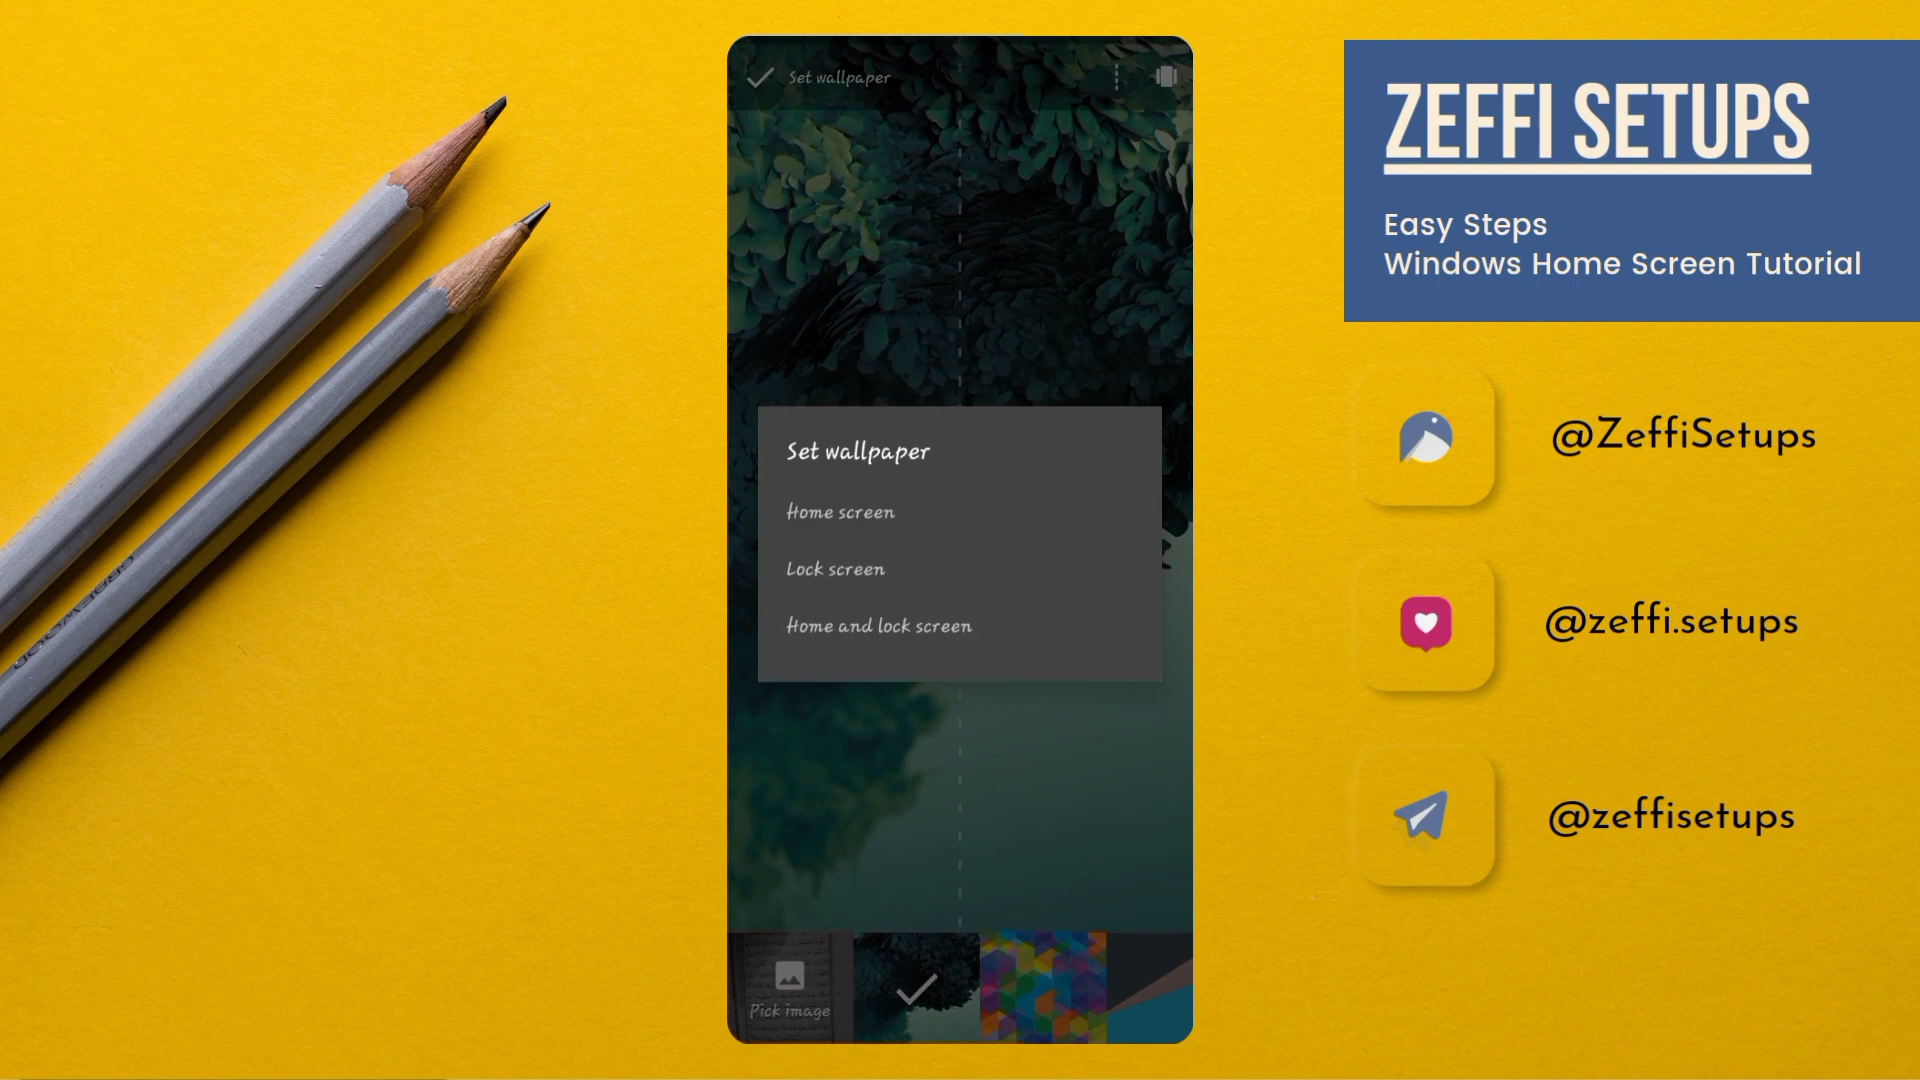 Set wallpaper
Set wallpaper
Home screen
Lock screen
Home and lock screen
Pick image
ZEFFI SETUPS
Easy Steps
Windows Home Screen Tutorial
@ZeffiSetups
@zeffi.setups
@zeffisetups